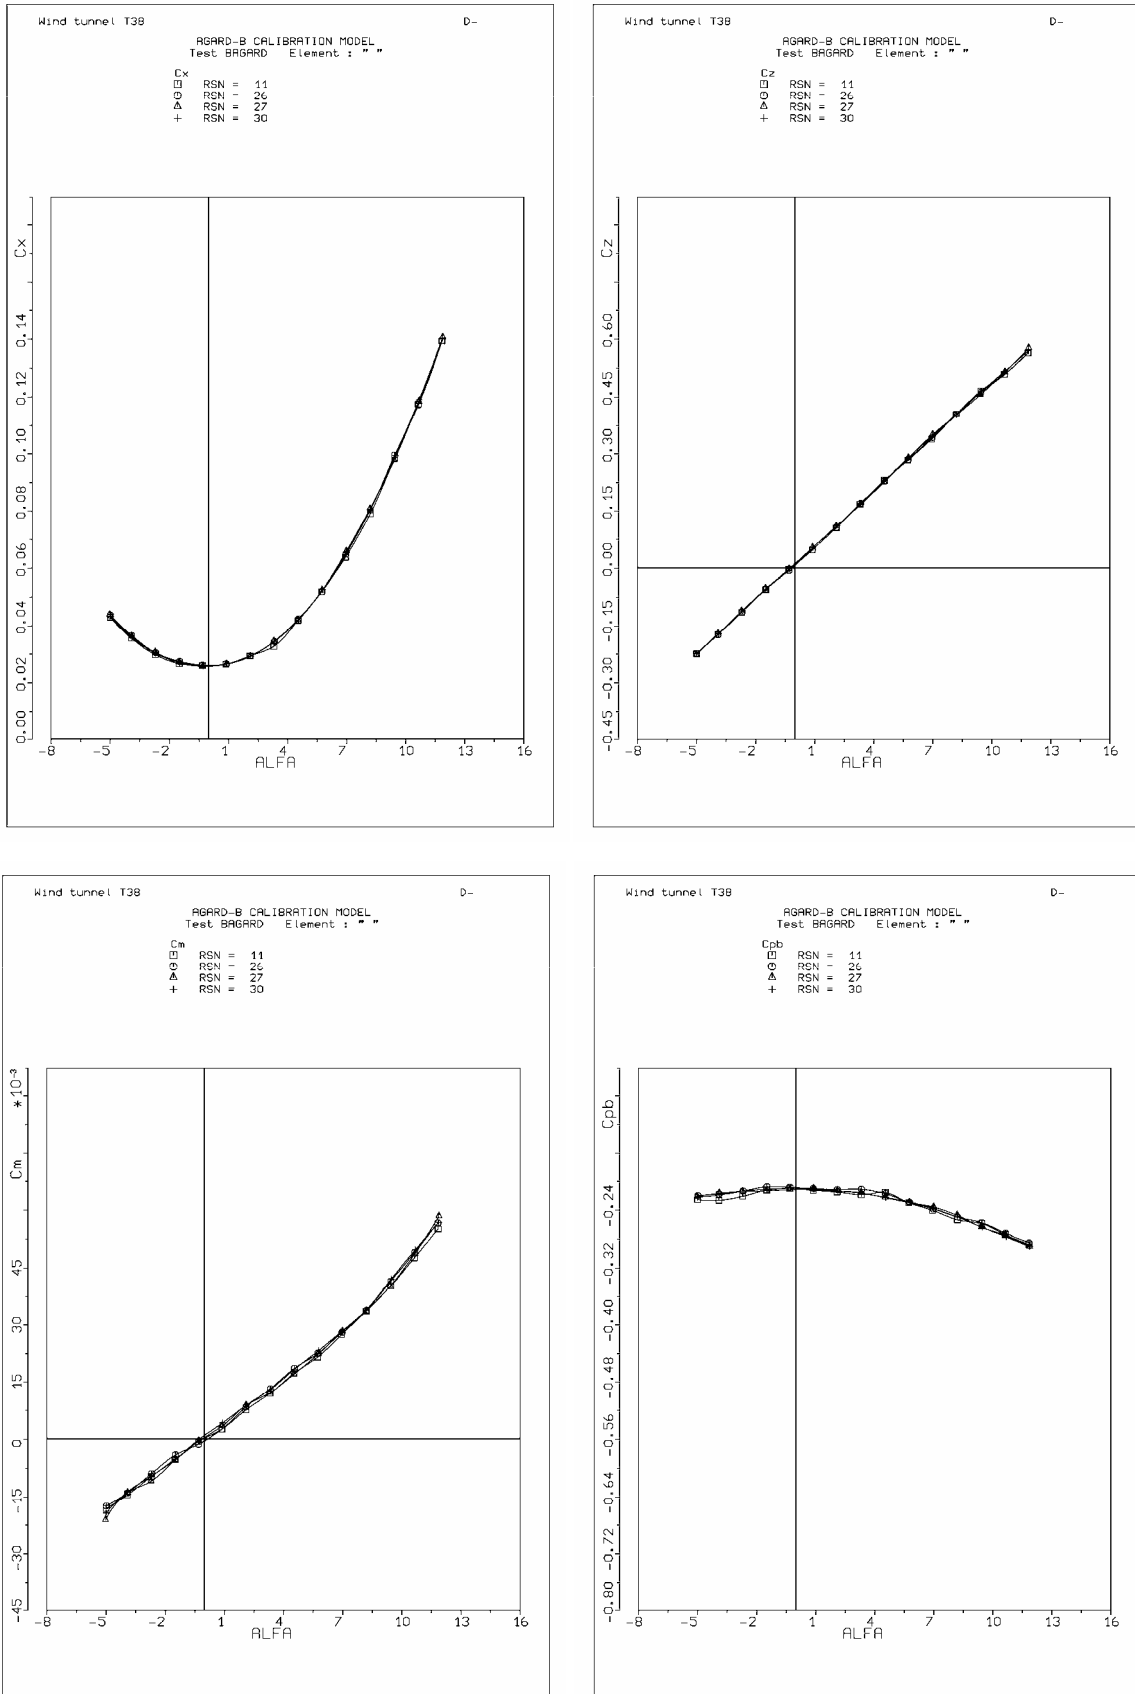 Wind tunnel T38 D-
AGARD-B CALIBRATION MODEL
Test BAGARD Element : " "
Cx
RSN = 11
RSN - 26
RSN = 27
+ RSN = 30
Cx
0.14
0.12
0.10
0.08
0.06
0.04
0.02
0.00
-8 -5 -2 1 4 7 10 13 16
ALFA
Wind tunnel T38 D-
AGARD-B CALIBRATION MODEL
Test BAGARD Element : " "
Cz
RSN = 11
RSN - 26
RSN = 27
+ RSN = 30
Cz
0.60
0.45
0.30
0.15
0.00
-0.15
-0.30
-0.45
-8 -5 -2 1 4 7 10 13 16
ALFA
Wind tunnel T38 D-
AGARD-B CALIBRATION MODEL
Test BAGARD Element : " "
Cm
RSN = 11
RSN - 26
RSN = 27
+ RSN = 30
Cm *10-3
45
30
15
0
-15
-30
-45
-8 -5 -2 1 4 7 10 13 16
ALFA
Wind tunnel T38 D-
AGARD-B CALIBRATION MODEL
Test BAGARD Element : " "
Cpb
RSN = 11
RSN - 26
RSN = 27
+ RSN = 30
Cpb
-0.24
-0.32
-0.40
-0.48
-0.56
-0.64
-0.72
-0.80
-8 -5 -2 1 4 7 10 13 16
ALFA